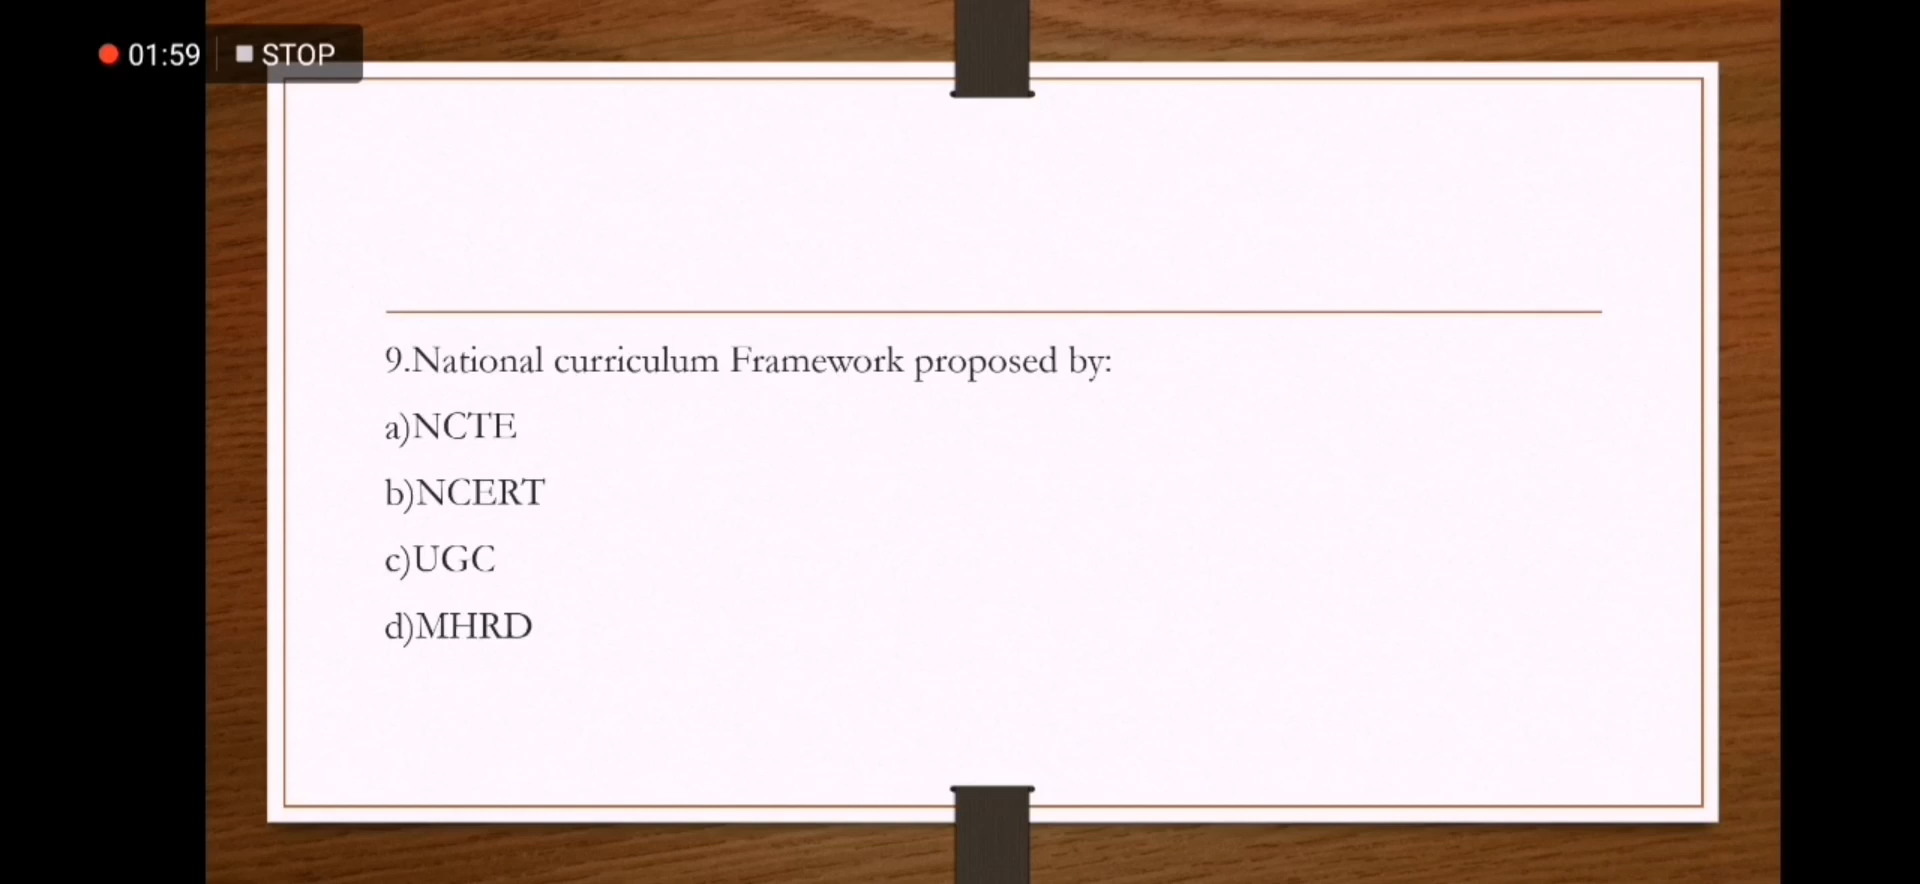 01:59 STOP
9.National curriculum Framework proposed by:
a)NCTE
b)NCERT
c)UGC
d)MHRD